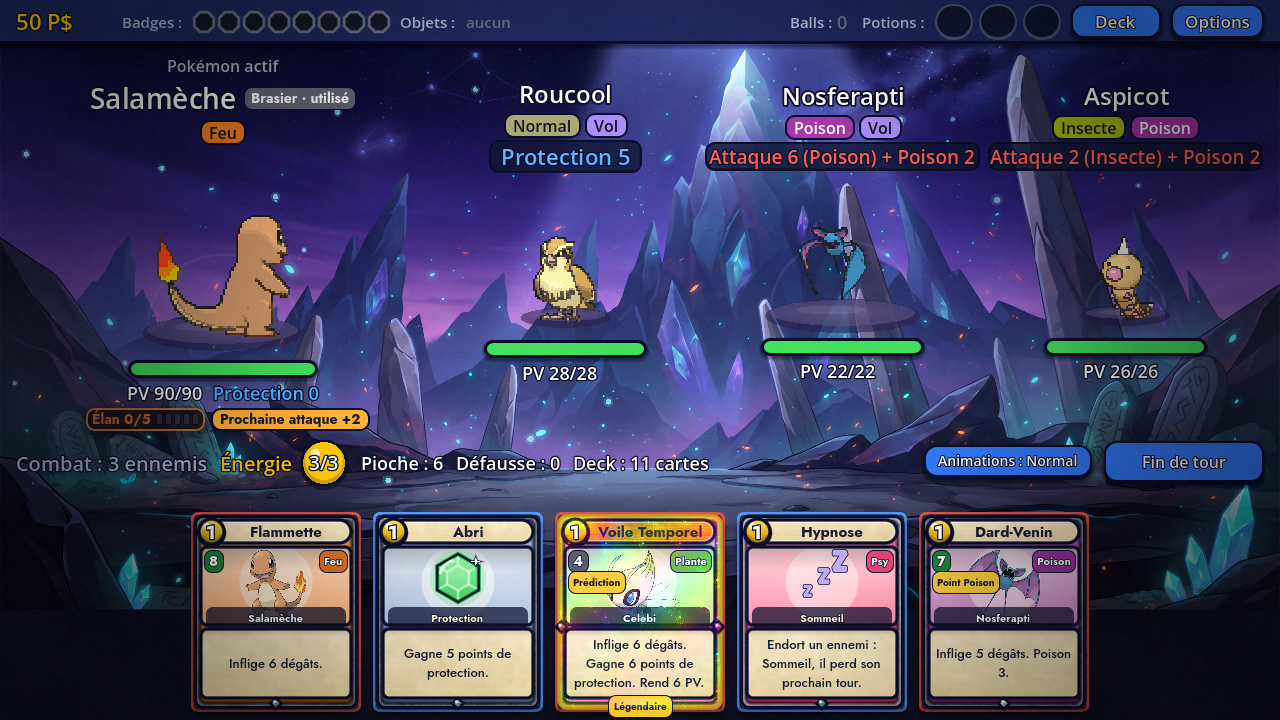 50 P$
Badges :
Objets : aucun
Balls : 0
Potions :
Deck
Options
Pokémon actif
Salamèche
Brasier · utilisé
Feu
Roucool
Normal
Vol
Protection 5
Nosferapti
Poison
Vol
Attaque 6 (Poison) + Poison 2
Aspicot
Insecte
Poison
Attaque 2 (Insecte) + Poison 2
PV 90/90
Protection 0
Élan 0/5
Prochaine attaque +2
PV 28/28
PV 22/22
PV 26/26
Combat : 3 ennemis
Énergie
3/3
Pioche : 6
Défausse : 0
Deck : 11 cartes
Animations : Normal
Fin de tour
1
Flammette
8
Feu
Salamèche
Inflige 6 dégâts.
1
Abri
Protection
Gagne 5 points de
protection.
1
Voile Temporel
4
Plante
Prédiction
Celebi
Inflige 6 dégâts.
Gagne 6 points de
protection. Rend 6 PV.
Légendaire
1
Hypnose
Psy
z z Z
Sommeil
Endort un ennemi :
Sommeil, il perd son
prochain tour.
1
Dard-Venin
7
Poison
Point Poison
Nosferapti
Inflige 5 dégâts. Poison
3.